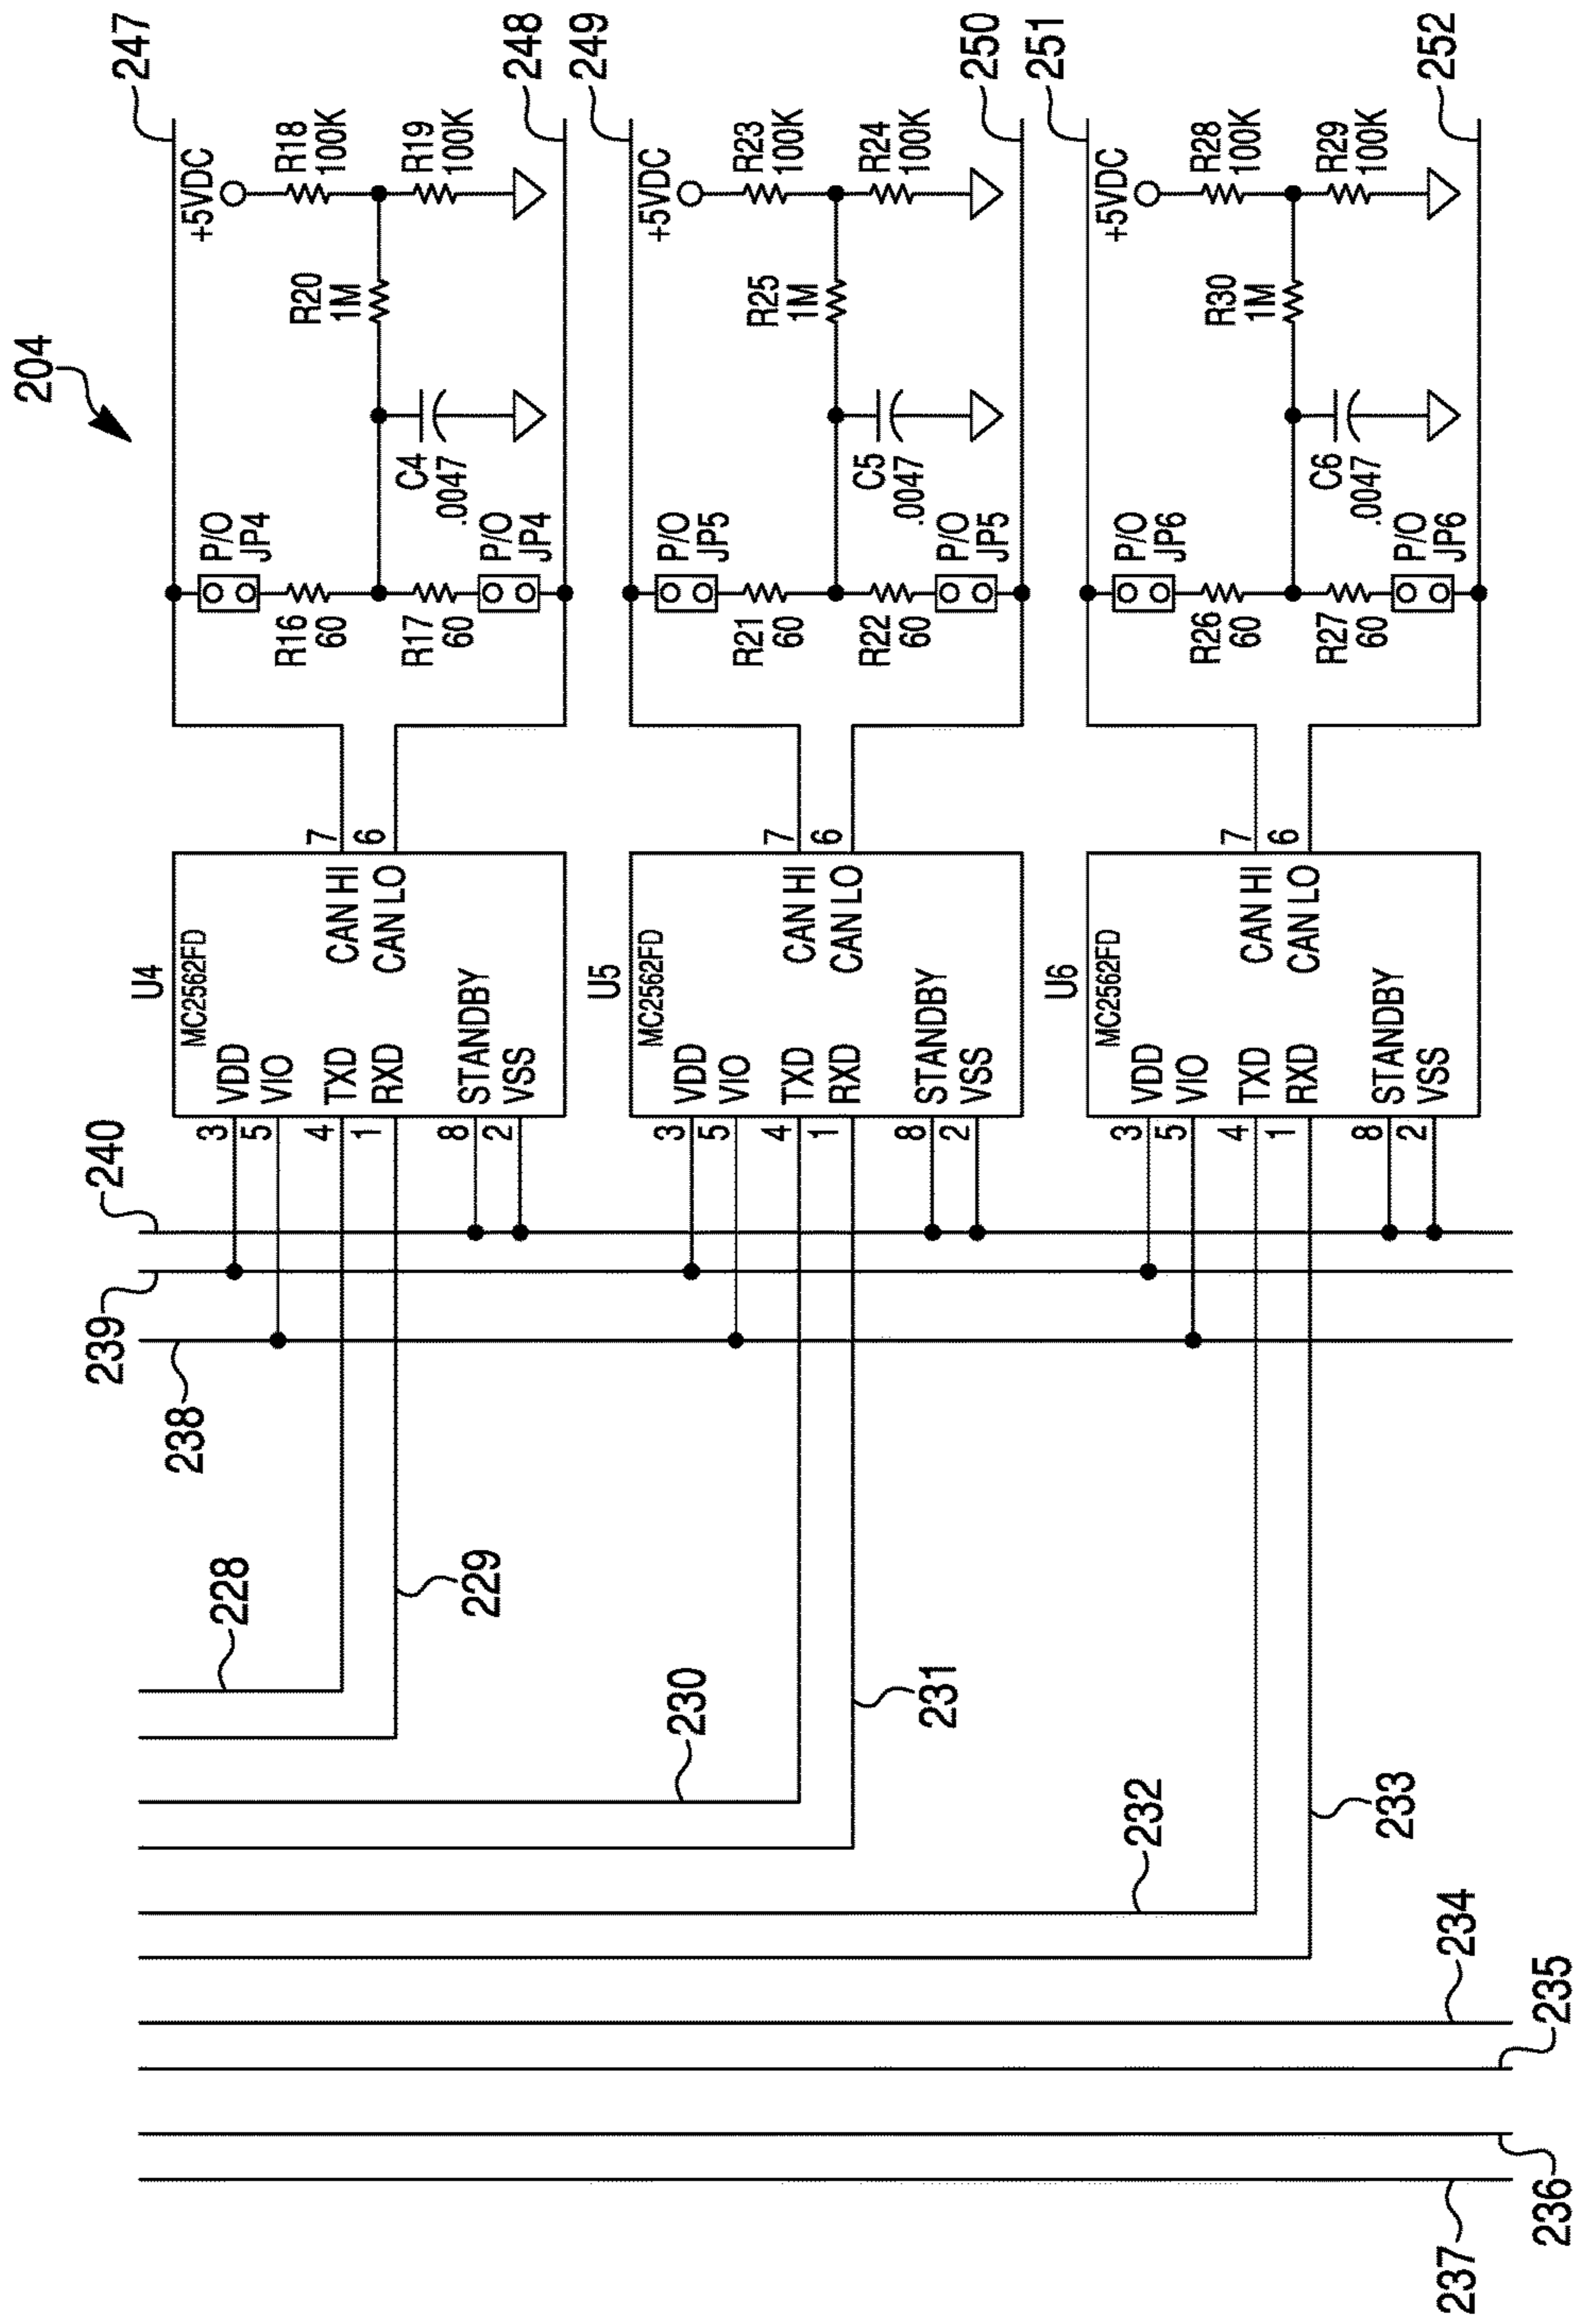 204
228
229
230
231
232
233
234
235
236
237
238
239
240
U4
MC2562FD
3 VDD
5 VIO
4 TXD
1 RXD
8 STANDBY
2 VSS
CAN HI 7
CAN LO 6
P/O
JP4
R16
60
R17
60
P/O
JP4
C4
.0047
R20
1M
+5VDC
R18
100K
R19
100K
247
248
U5
MC2562FD
3 VDD
5 VIO
4 TXD
1 RXD
8 STANDBY
2 VSS
CAN HI 7
CAN LO 6
P/O
JP5
R21
60
R22
60
P/O
JP5
C5
.0047
R25
1M
+5VDC
R23
100K
R24
100K
249
250
U6
MC2562FD
3 VDD
5 VIO
4 TXD
1 RXD
8 STANDBY
2 VSS
CAN HI 7
CAN LO 6
P/O
JP6
R26
60
R27
60
P/O
JP6
C6
.0047
R30
1M
+5VDC
R28
100K
R29
100K
251
252